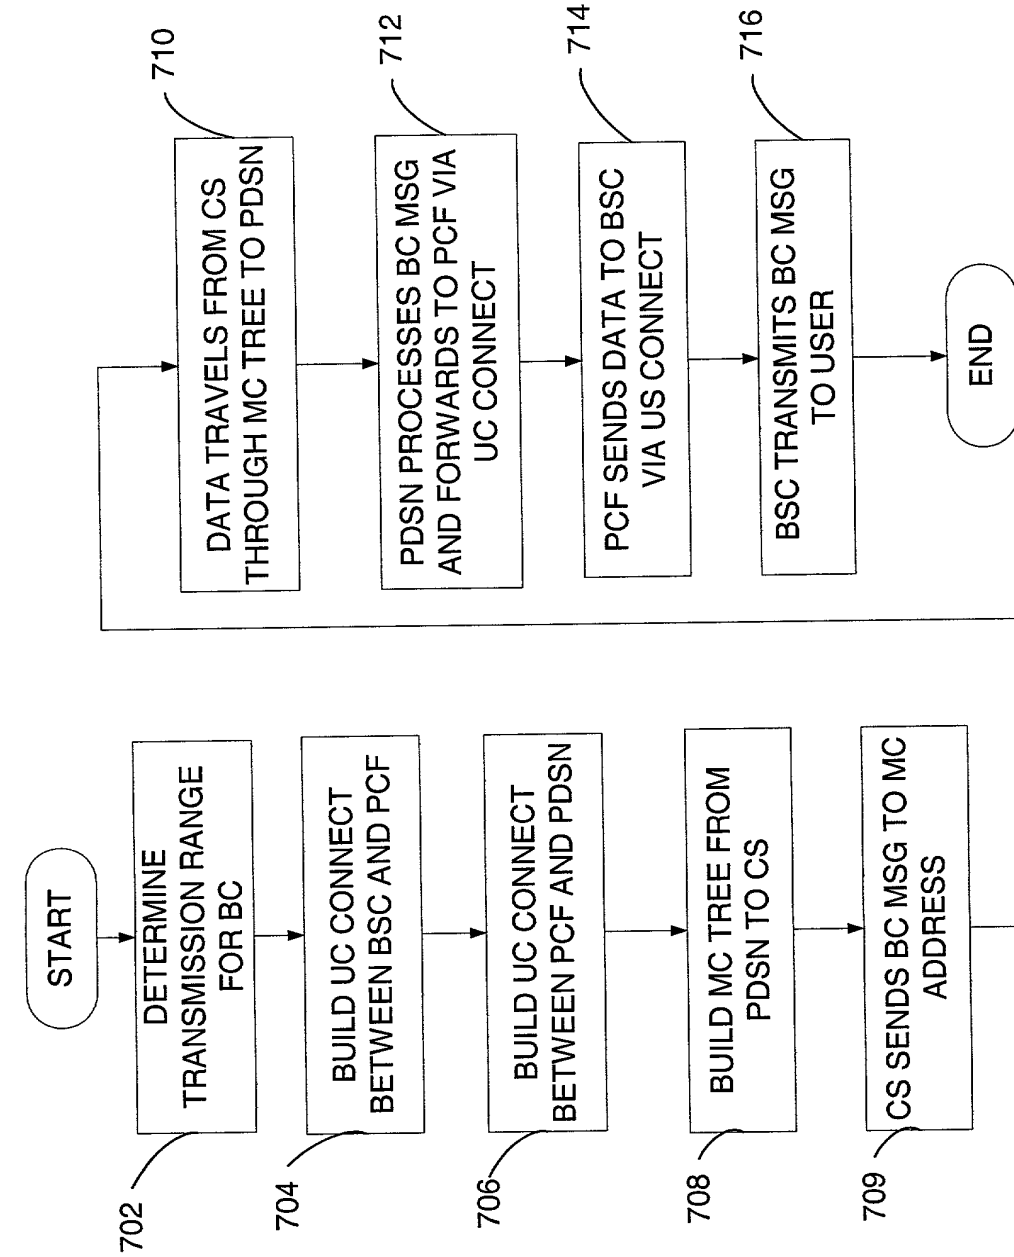 START
DETERMINE
TRANSMISSION RANGE
FOR BC
702
BUILD UC CONNECT
BETWEEN BSC AND PCF
704
BUILD UC CONNECT
BETWEEN PCF AND PDSN
706
BUILD MC TREE FROM
PDSN TO CS
708
CS SENDS BC MSG TO MC
ADDRESS
709
DATA TRAVELS FROM CS
THROUGH MC TREE TO PDSN
710
PDSN PROCESSES BC MSG
AND FORWARDS TO PCF VIA
UC CONNECT
712
PCF SENDS DATA TO BSC
VIA US CONNECT
714
BSC TRANSMITS BC MSG
TO USER
716
END